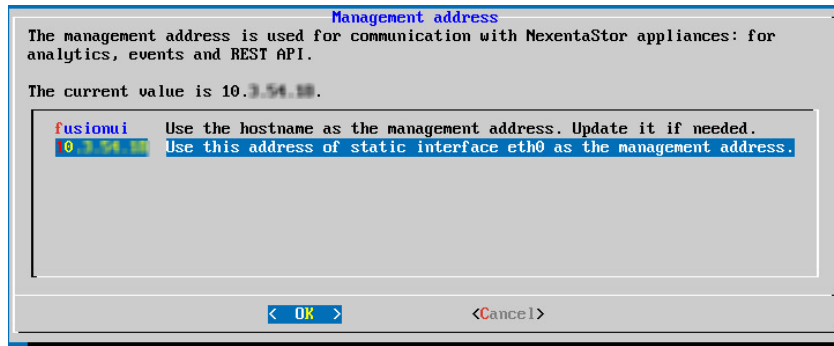 Management address
The management address is used for communication with NexentaStor appliances: for
analytics, events and REST API.
The current value is 10.
fusionui Use the hostname as the management address. Update it if needed.
10. Use this address of static interface eth0 as the management address.
< OK > <Cancel>